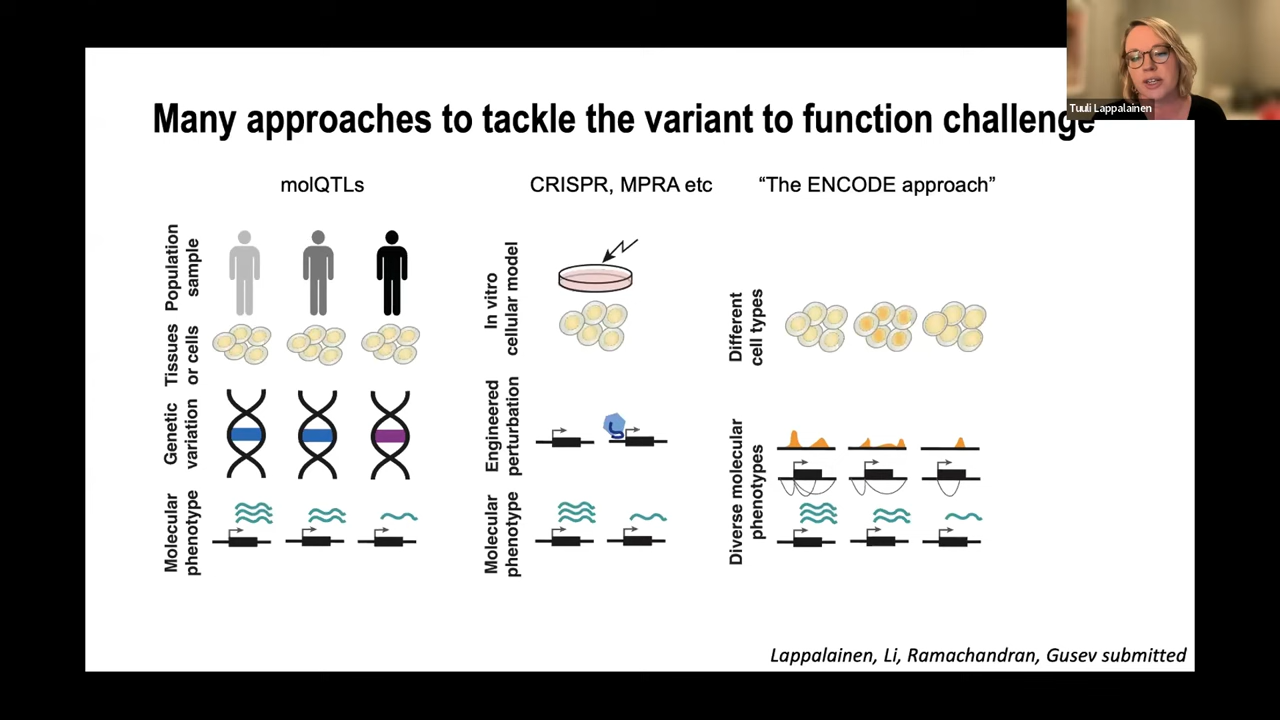 Tuuli Lappalainen
Many approaches to tackle the variant to function challenge
molQTLs
Population
sample
Tissues
or cells
Genetic
variation
Molecular
phenotype
CRISPR, MPRA etc
In vitro
cellular model
Engineered
perturbation
Molecular
phenotype
“The ENCODE approach”
Different
cell types
Diverse molecular
phenotypes
Lappalainen, Li, Ramachandran, Gusev submitted